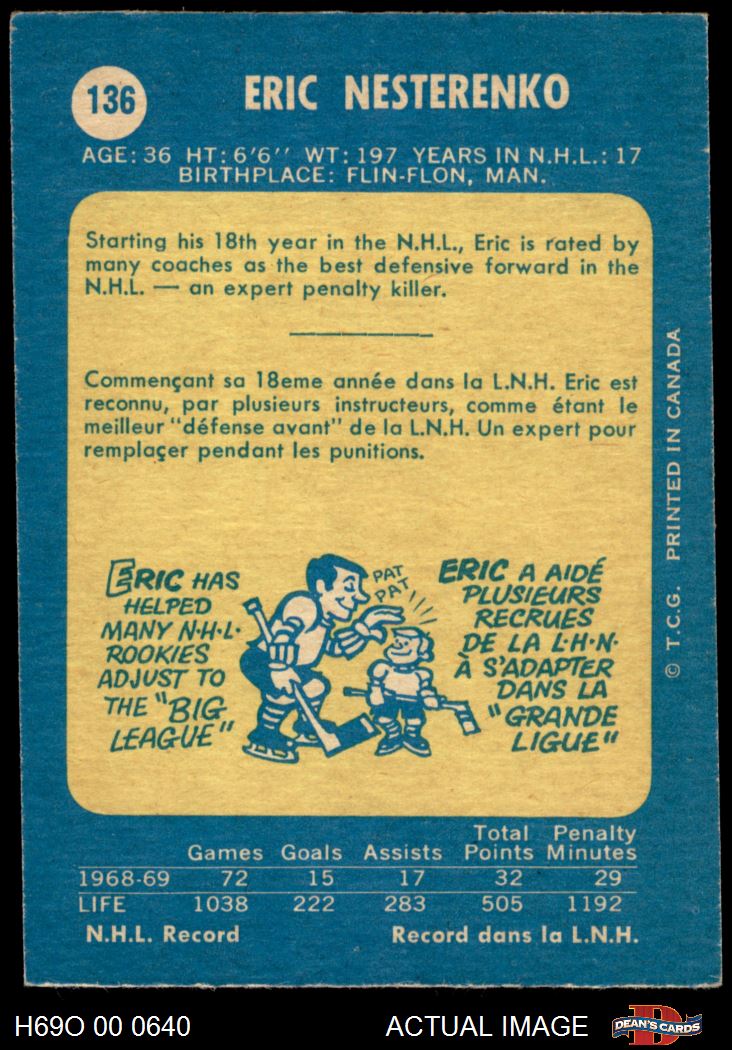 136
ERIC NESTERENKO
AGE: 36 HT: 6'6'' WT: 197 YEARS IN N.H.L.: 17
BIRTHPLACE: FLIN-FLON, MAN.
Starting his 18th year in the N.H.L., Eric is rated by
many coaches as the best defensive forward in the
N.H.L. — an expert penalty killer.
Commençant sa 18eme année dans la L.N.H. Eric est
reconnu, par plusieurs instructeurs, comme étant le
meilleur "défense avant" de la L.N.H. Un expert pour
remplaçer pendant les punitions.
ERIC HAS
HELPED
MANY N.H.L.
ROOKIES
ADJUST TO
THE "BIG
LEAGUE"
PAT
PAT
ERIC A AIDÉ
PLUSIEURS
RECRUES
DE LA L.H.N.
À S'ADAPTER
DANS LA
"GRANDE
LIGUE"
© T.C.G. PRINTED IN CANADA
Games Goals Assists Total Points Penalty Minutes
1968-69 72 15 17 32 29
LIFE 1038 222 283 505 1192
N.H.L. Record Record dans la L.N.H.
H69O 00 0640 ACTUAL IMAGE
D DEAN'S CARDS